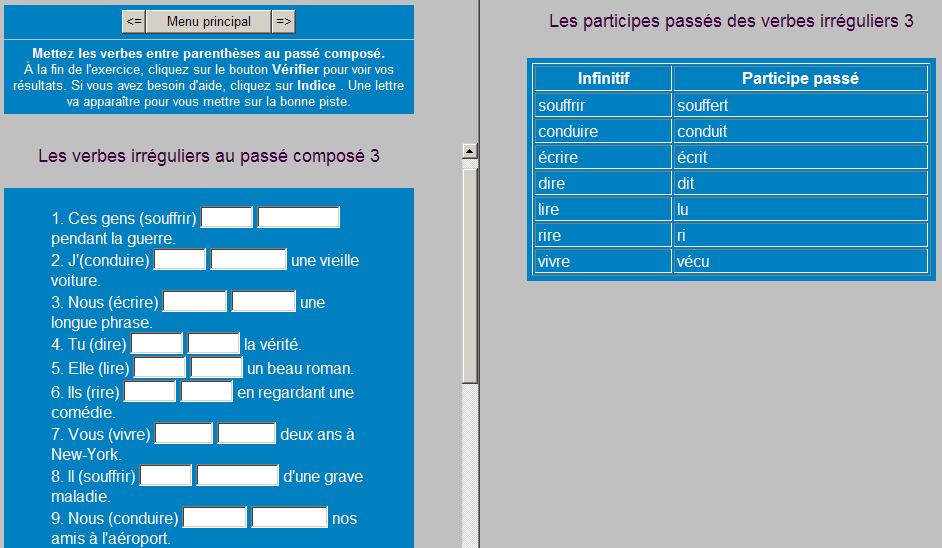 <= Menu principal =>
Mettez les verbes entre parenthèses au passé composé.
À la fin de l'exercice, cliquez sur le bouton Vérifier pour voir vos
résultats. Si vous avez besoin d'aide, cliquez sur Indice . Une lettre
va apparaître pour vous mettre sur la bonne piste.
Les verbes irréguliers au passé composé 3
1. Ces gens (souffrir)
pendant la guerre.
2. J'(conduire) une vieille
voiture.
3. Nous (écrire) une
longue phrase.
4. Tu (dire) la vérité.
5. Elle (lire) un beau roman.
6. Ils (rire) en regardant une
comédie.
7. Vous (vivre) deux ans à
New-York.
8. Il (souffrir) d'une grave
maladie.
9. Nous (conduire) nos
amis à l'aéroport.
Les participes passés des verbes irréguliers 3
Infinitif Participe passé
souffrir souffert
conduire conduit
écrire écrit
dire dit
lire lu
rire ri
vivre vécu